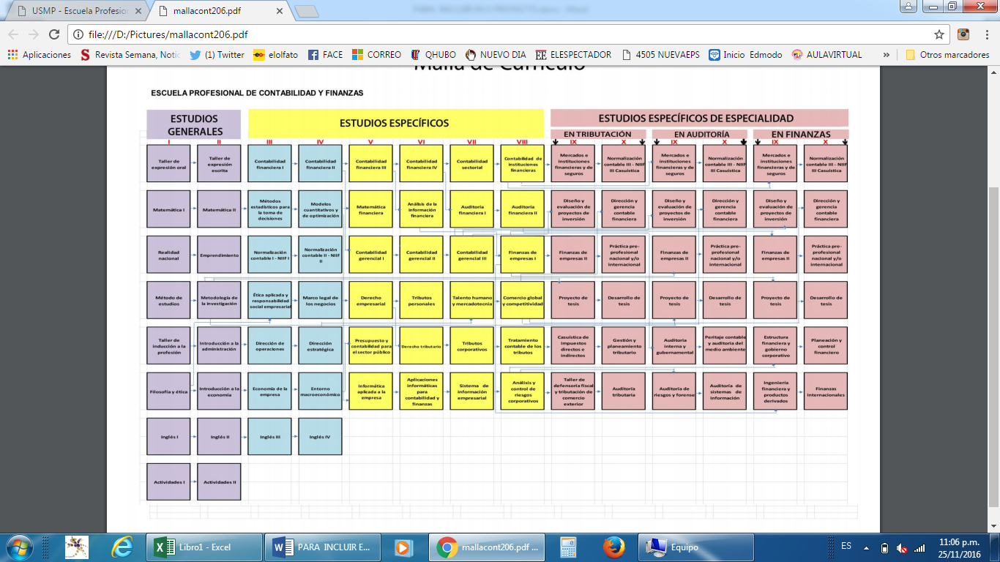 USMP - Escuela Profesion
mallacont206.pdf
file:///D:/Pictures/mallacont206.pdf
Aplicaciones
Revista Semana, Notic
(1) Twitter
elolfato
FACE
CORREO
QHUBO
NUEVO DIA
ELESPECTADOR
4505 NUEVAEPS
Inicio Edmodo
AULAVIRTUAL
»
Otros marcadores
Malla de Currículo
ESCUELA PROFESIONAL DE CONTABILIDAD Y FINANZAS
ESTUDIOS
GENERALES
ESTUDIOS ESPECÍFICOS
ESTUDIOS ESPECÍFICOS DE ESPECIALIDAD
EN TRIBUTACIÓN
EN AUDITORÍA
EN FINANZAS
I
II
III
IV
V
VI
VII
VIII
IX
X
IX
X
IX
X
Taller de
expresión oral
Taller de
expresión
escrita
Contabilidad
financiera I
Contabilidad
financiera II
Contabilidad
financiera III
Contabilidad
financiera IV
Contabilidad
sectorial
Contabilidad de
instituciones
financieras
Mercados e
instituciones
financieras y de
seguros
Normalización
contable III - NIIF
III Casuística
Mercados e
instituciones
financieras y de
seguros
Normalización
contable III - NIIF
III Casuística
Mercados e
instituciones
financieras y de
seguros
Normalización
contable III - NIIF
III Casuística
Matemática I
Matemática II
Métodos
estadísticos para
la toma de
decisiones
Modelos
cuantitativos y
de optimización
Matemática
financiera
Análisis de la
información
financiera
Auditoría
financiera I
Auditoría
financiera II
Diseño y
evaluación de
proyectos de
inversión
Dirección y
gerencia
contable
financiera
Diseño y
evaluación de
proyectos de
inversión
Dirección y
gerencia
contable
financiera
Diseño y
evaluación de
proyectos de
inversión
Dirección y
gerencia
contable
financiera
Realidad
nacional
Emprendimiento
Normalización
contable I - NIIF I
Normalización
contable II - NIIF
II
Contabilidad
gerencial I
Contabilidad
gerencial II
Contabilidad
gerencial III
Finanzas de
empresas I
Finanzas de
empresas II
Práctica pre-
profesional
nacional y/o
internacional
Finanzas de
empresas II
Práctica pre-
profesional
nacional y/o
internacional
Finanzas de
empresas II
Práctica pre-
profesional
nacional y/o
internacional
Método de
estudios
Metodología de
la investigación
Ética aplicada y
responsabilidad
social empresarial
Marco legal de
los negocios
Derecho
empresarial
Tributos
personales
Talento humano
y mercadotecnia
Comercio global
y competitividad
Proyecto de
tesis
Desarrollo de
tesis
Proyecto de
tesis
Desarrollo de
tesis
Proyecto de
tesis
Desarrollo de
tesis
Taller de
inducción a la
profesión
Introducción a la
administración
Dirección de
operaciones
Dirección
estratégica
Presupuesto y
contabilidad para
el sector público
Derecho tributario
Tributos
corporativos
Tratamiento
contable de los
tributos
Casuística de
impuestos
directos e
indirectos
Gestión y
planeamiento
tributario
Auditoría
interna y
gubernamental
Peritaje contable
y auditoría del
medio ambiente
Estructura
financiera y
gobierno
corporativo
Planeación y
control
financiero
Filosofía y ética
Introducción a la
economía
Economía de la
empresa
Entorno
macroeconómico
Informática
aplicada a la
empresa
Aplicaciones
informáticas
para
contabilidad y
finanzas
Sistema de
información
empresarial
Análisis y
control de
riesgos
corporativos
Taller de
defensoría fiscal
y tributación de
comercio
exterior
Auditoría
tributaria
Auditoría de
riesgos y forense
Auditoría de
sistemas de
información
Ingeniería
financiera y
productos
derivados
Finanzas
internacionales
Inglés I
Inglés II
Inglés III
Inglés IV
Actividades I
Actividades II
Libro1 - Excel
PARA INCLUIR E...
mallacont206.pdf ...
Equipo
ES
11:06 p.m.
25/11/2016